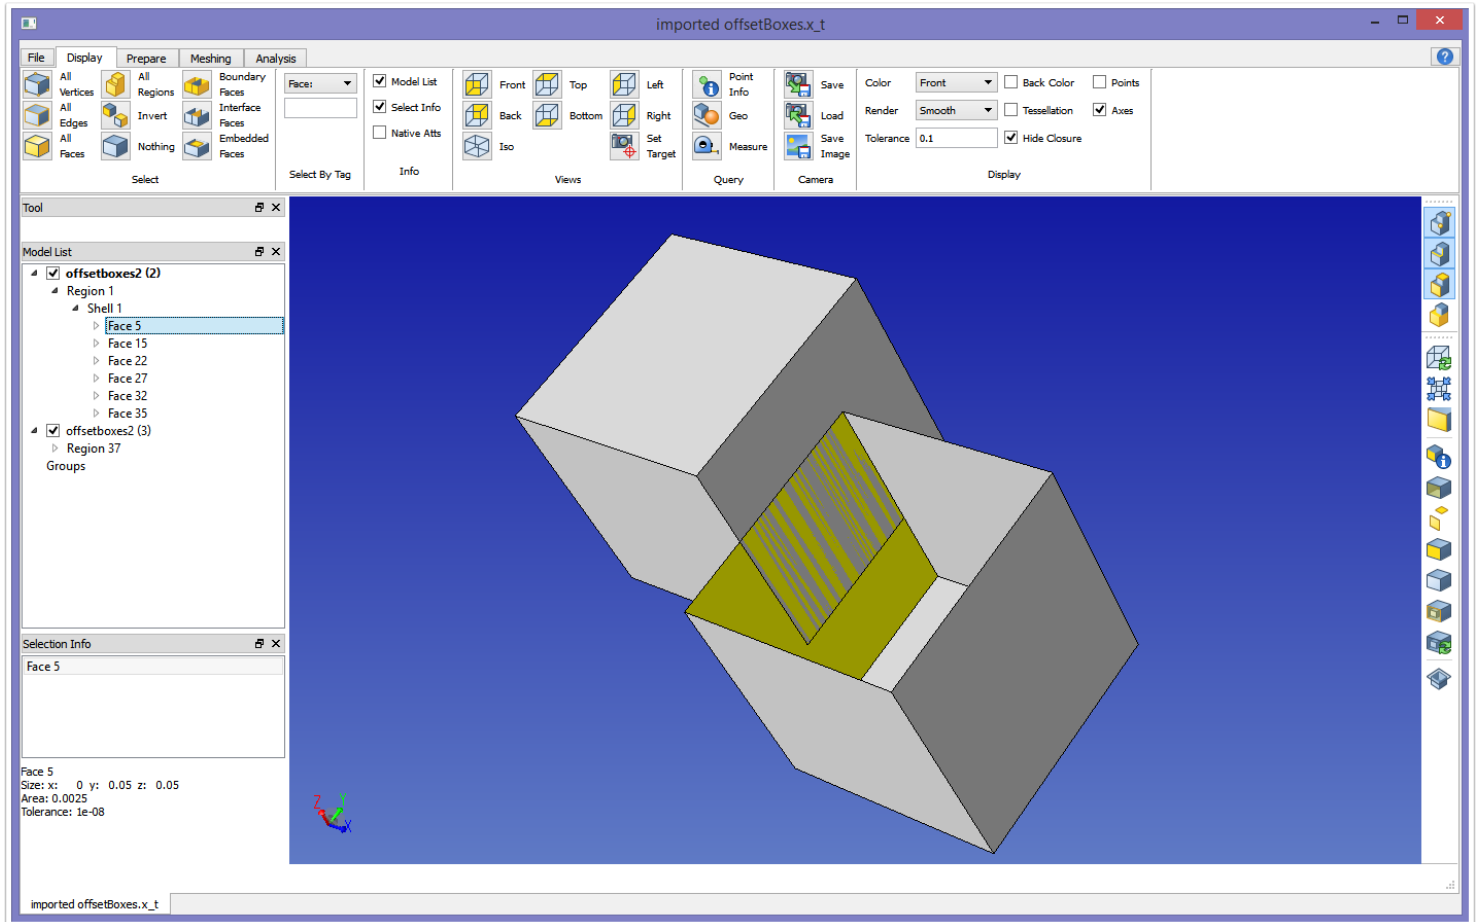 imported offsetBoxes.x_t
File Display Prepare Meshing Analysis
All Vertices
All Regions
Boundary Faces
All Edges
Invert
Interface Faces
All Faces
Nothing
Embedded Faces
Select
Face:
Select By Tag
Model List
Select Info
Native Atts
Info
Front Top Left
Back Bottom Right
Iso Set Target
Views
Point Info
Geo
Measure
Query
Save
Load
Save Image
Camera
Color Front Back Color Points
Render Smooth Tessellation Axes
Tolerance 0.1 Hide Closure
Display
Tool
Model List
offsetboxes2 (2)
Region 1
Shell 1
Face 5
Face 15
Face 22
Face 27
Face 32
Face 35
offsetboxes2 (3)
Region 37
Groups
Selection Info
Face 5
Face 5
Size: x: 0 y: 0.05 z: 0.05
Area: 0.0025
Tolerance: 1e-08
Z Y
X
imported offsetBoxes.x_t